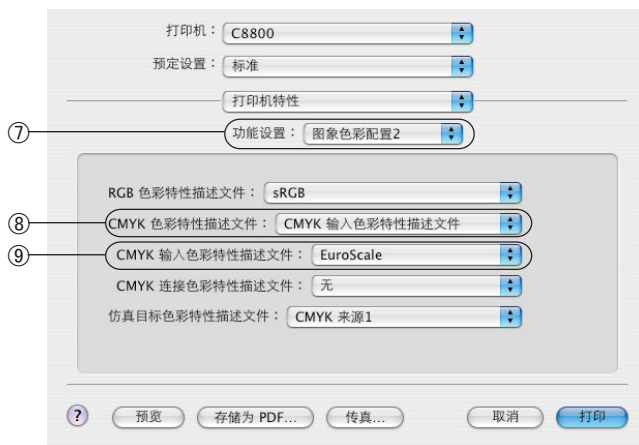 打印机： C8800
预定设置： 标准
打印机特性
⑦ 功能设置： 图象色彩配置2
RGB 色彩特性描述文件： sRGB
⑧ CMYK 色彩特性描述文件： CMYK 输入色彩特性描述文件
⑨ CMYK 输入色彩特性描述文件： EuroScale
CMYK 连接色彩特性描述文件： 无
仿真目标色彩特性描述文件： CMYK 来源1
? 预览 存储为 PDF... 传真... 取消 打印